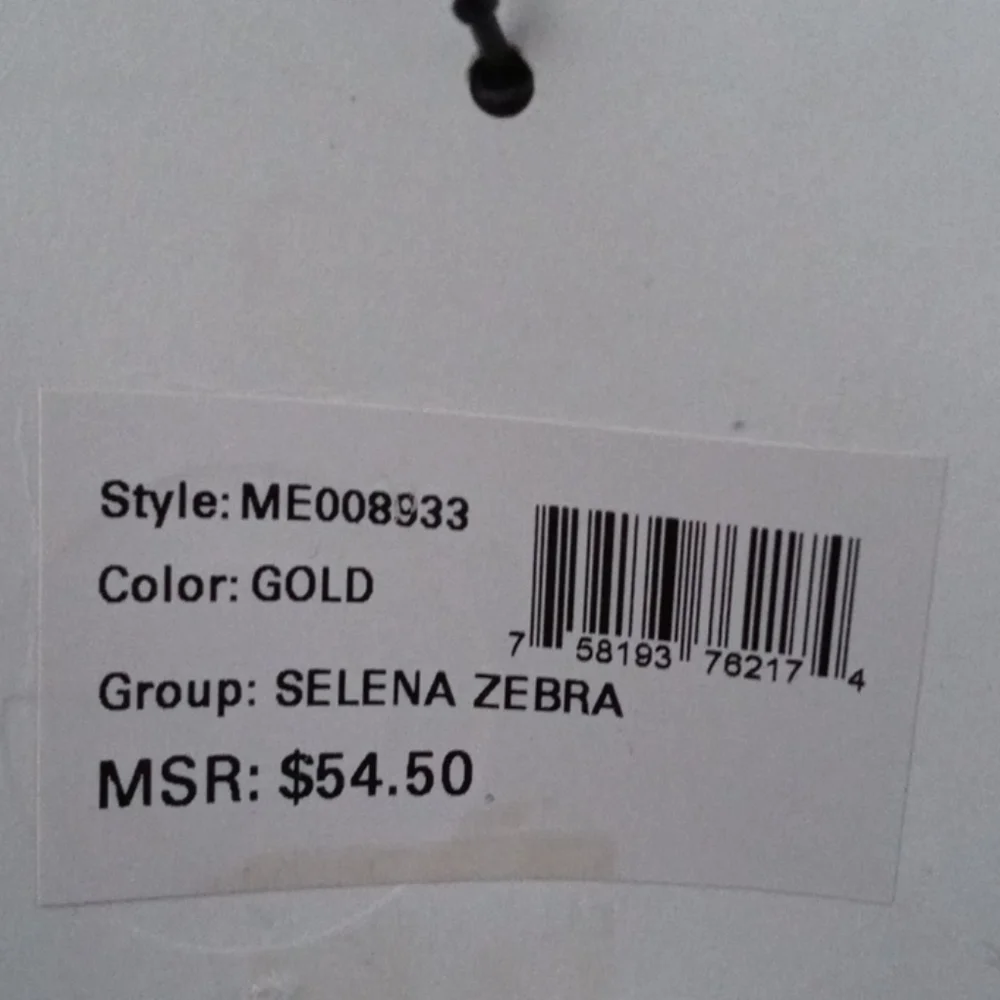 Style: ME008933
Color: GOLD
7 58193 76217 4
Group: SELENA ZEBRA
MSR: $54.50